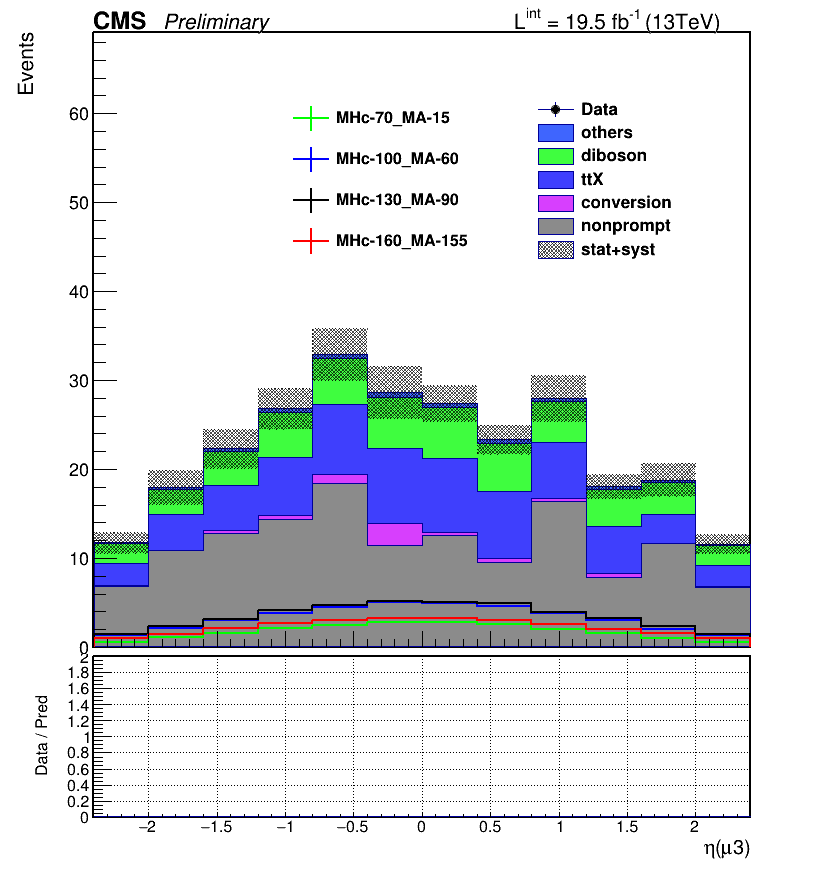 CMS Preliminary L^int = 19.5 fb^-1 (13TeV)
Events
MHc-70_MA-15
MHc-100_MA-60
MHc-130_MA-90
MHc-160_MA-155
Data
others
diboson
ttX
conversion
nonprompt
stat+syst
60
50
40
30
20
10
0
Data / Pred
2
1.8
1.6
1.4
1.2
1
0.8
0.6
0.4
0.2
0
−2 −1.5 −1 −0.5 0 0.5 1 1.5 2
η(μ3)